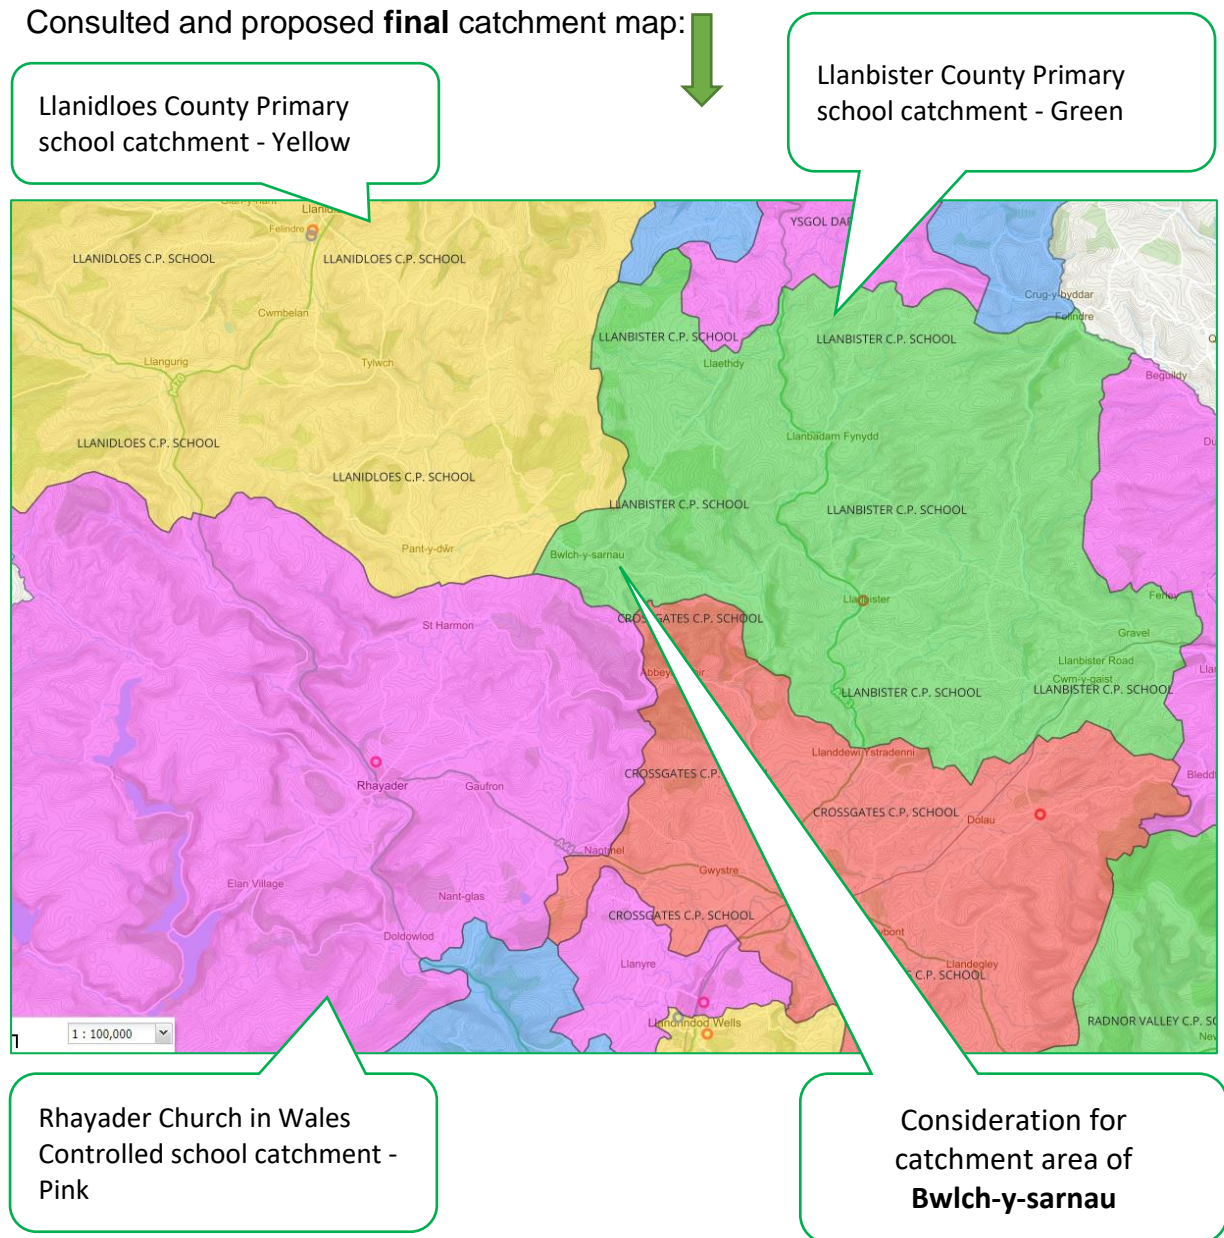 Consulted and proposed final catchment map:
Llanidloes County Primary
school catchment - Yellow
Llanbister County Primary
school catchment - Green
Felindre
YSGOL
LLANIDLOES C.P. SCHOOL
LLANIDLOES C.P. SCHOOL
Crug-y-byddar
Felindre
Cwmbelan
LLANBISTER C.P. SCHOOL
LLANBISTER C.P. SCHOOL
Llangurig
Tylwch
Llaethdy
Beguildy
LLANIDLOES C.P. SCHOOL
Llanbadarn Fynydd
LLANIDLOES C.P. SCHOOL
LLANBISTER C.P. SCHOOL
LLANBISTER C.P. SCHOOL
Pant-y-dŵr
Bwlch-y-sarnau
Llanbister
St Harmon
CROSSGATES C.P. SCHOOL
Gravel
Llanbister Road
Cwm-y-gaist
LLANBISTER C.P. SCHOOL
LLANBISTER C.P. SCHOOL
Llanddewi Ystradenni
CROSSGATES C.P.
Rhayader
Gaufron
CROSSGATES C.P. SCHOOL
Dolau
Nantmel
Gwystre
Elan Village
Nant-glas
CROSSGATES C.P. SCHOOL
Doldowlod
Llanyre
Llandegley
C.P. SCHOOL
Llandrindod Wells
RADNOR VALLEY C.P.
1 : 100,000
Rhayader Church in Wales
Controlled school catchment -
Pink
Consideration for
catchment area of
Bwlch-y-sarnau